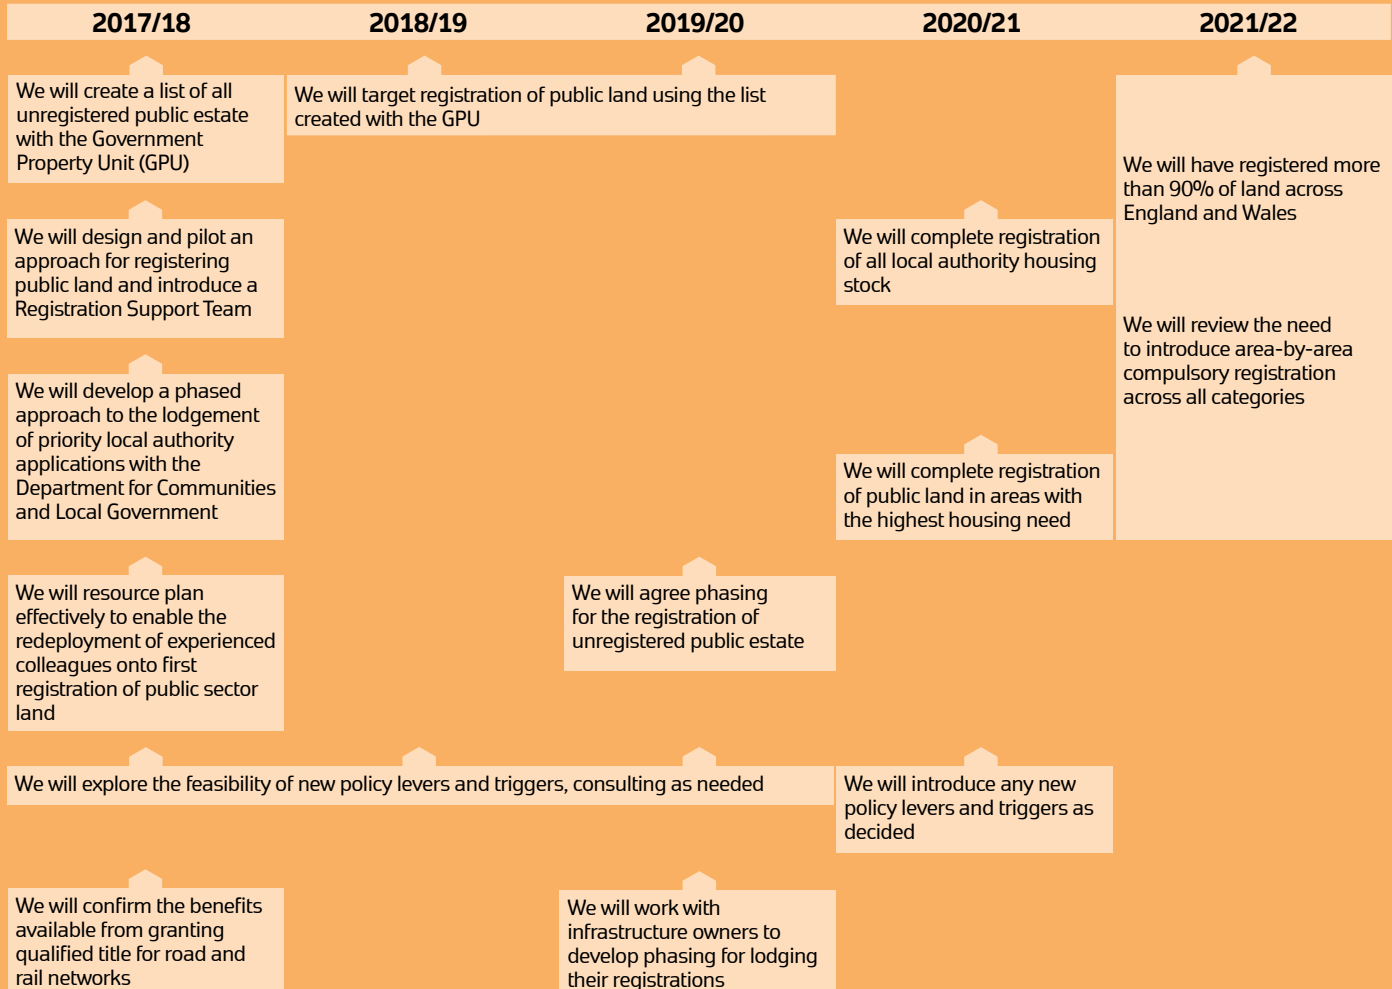 2017/18 2018/19 2019/20 2020/21 2021/22
We will create a list of all
unregistered public estate
with the Government
Property Unit (GPU)
We will target registration of public land using the list
created with the GPU
We will have registered more
than 90% of land across
England and Wales
We will review the need
to introduce area-by-area
compulsory registration
across all categories
We will design and pilot an
approach for registering
public land and introduce a
Registration Support Team
We will complete registration
of all local authority housing
stock
We will develop a phased
approach to the lodgement
of priority local authority
applications with the
Department for Communities
and Local Government
We will complete registration
of public land in areas with
the highest housing need
We will resource plan
effectively to enable the
redeployment of experienced
colleagues onto first
registration of public sector
land
We will agree phasing
for the registration of
unregistered public estate
We will explore the feasibility of new policy levers and triggers, consulting as needed
We will introduce any new
policy levers and triggers as
decided
We will confirm the benefits
available from granting
qualified title for road and
rail networks
We will work with
infrastructure owners to
develop phasing for lodging
their registrations